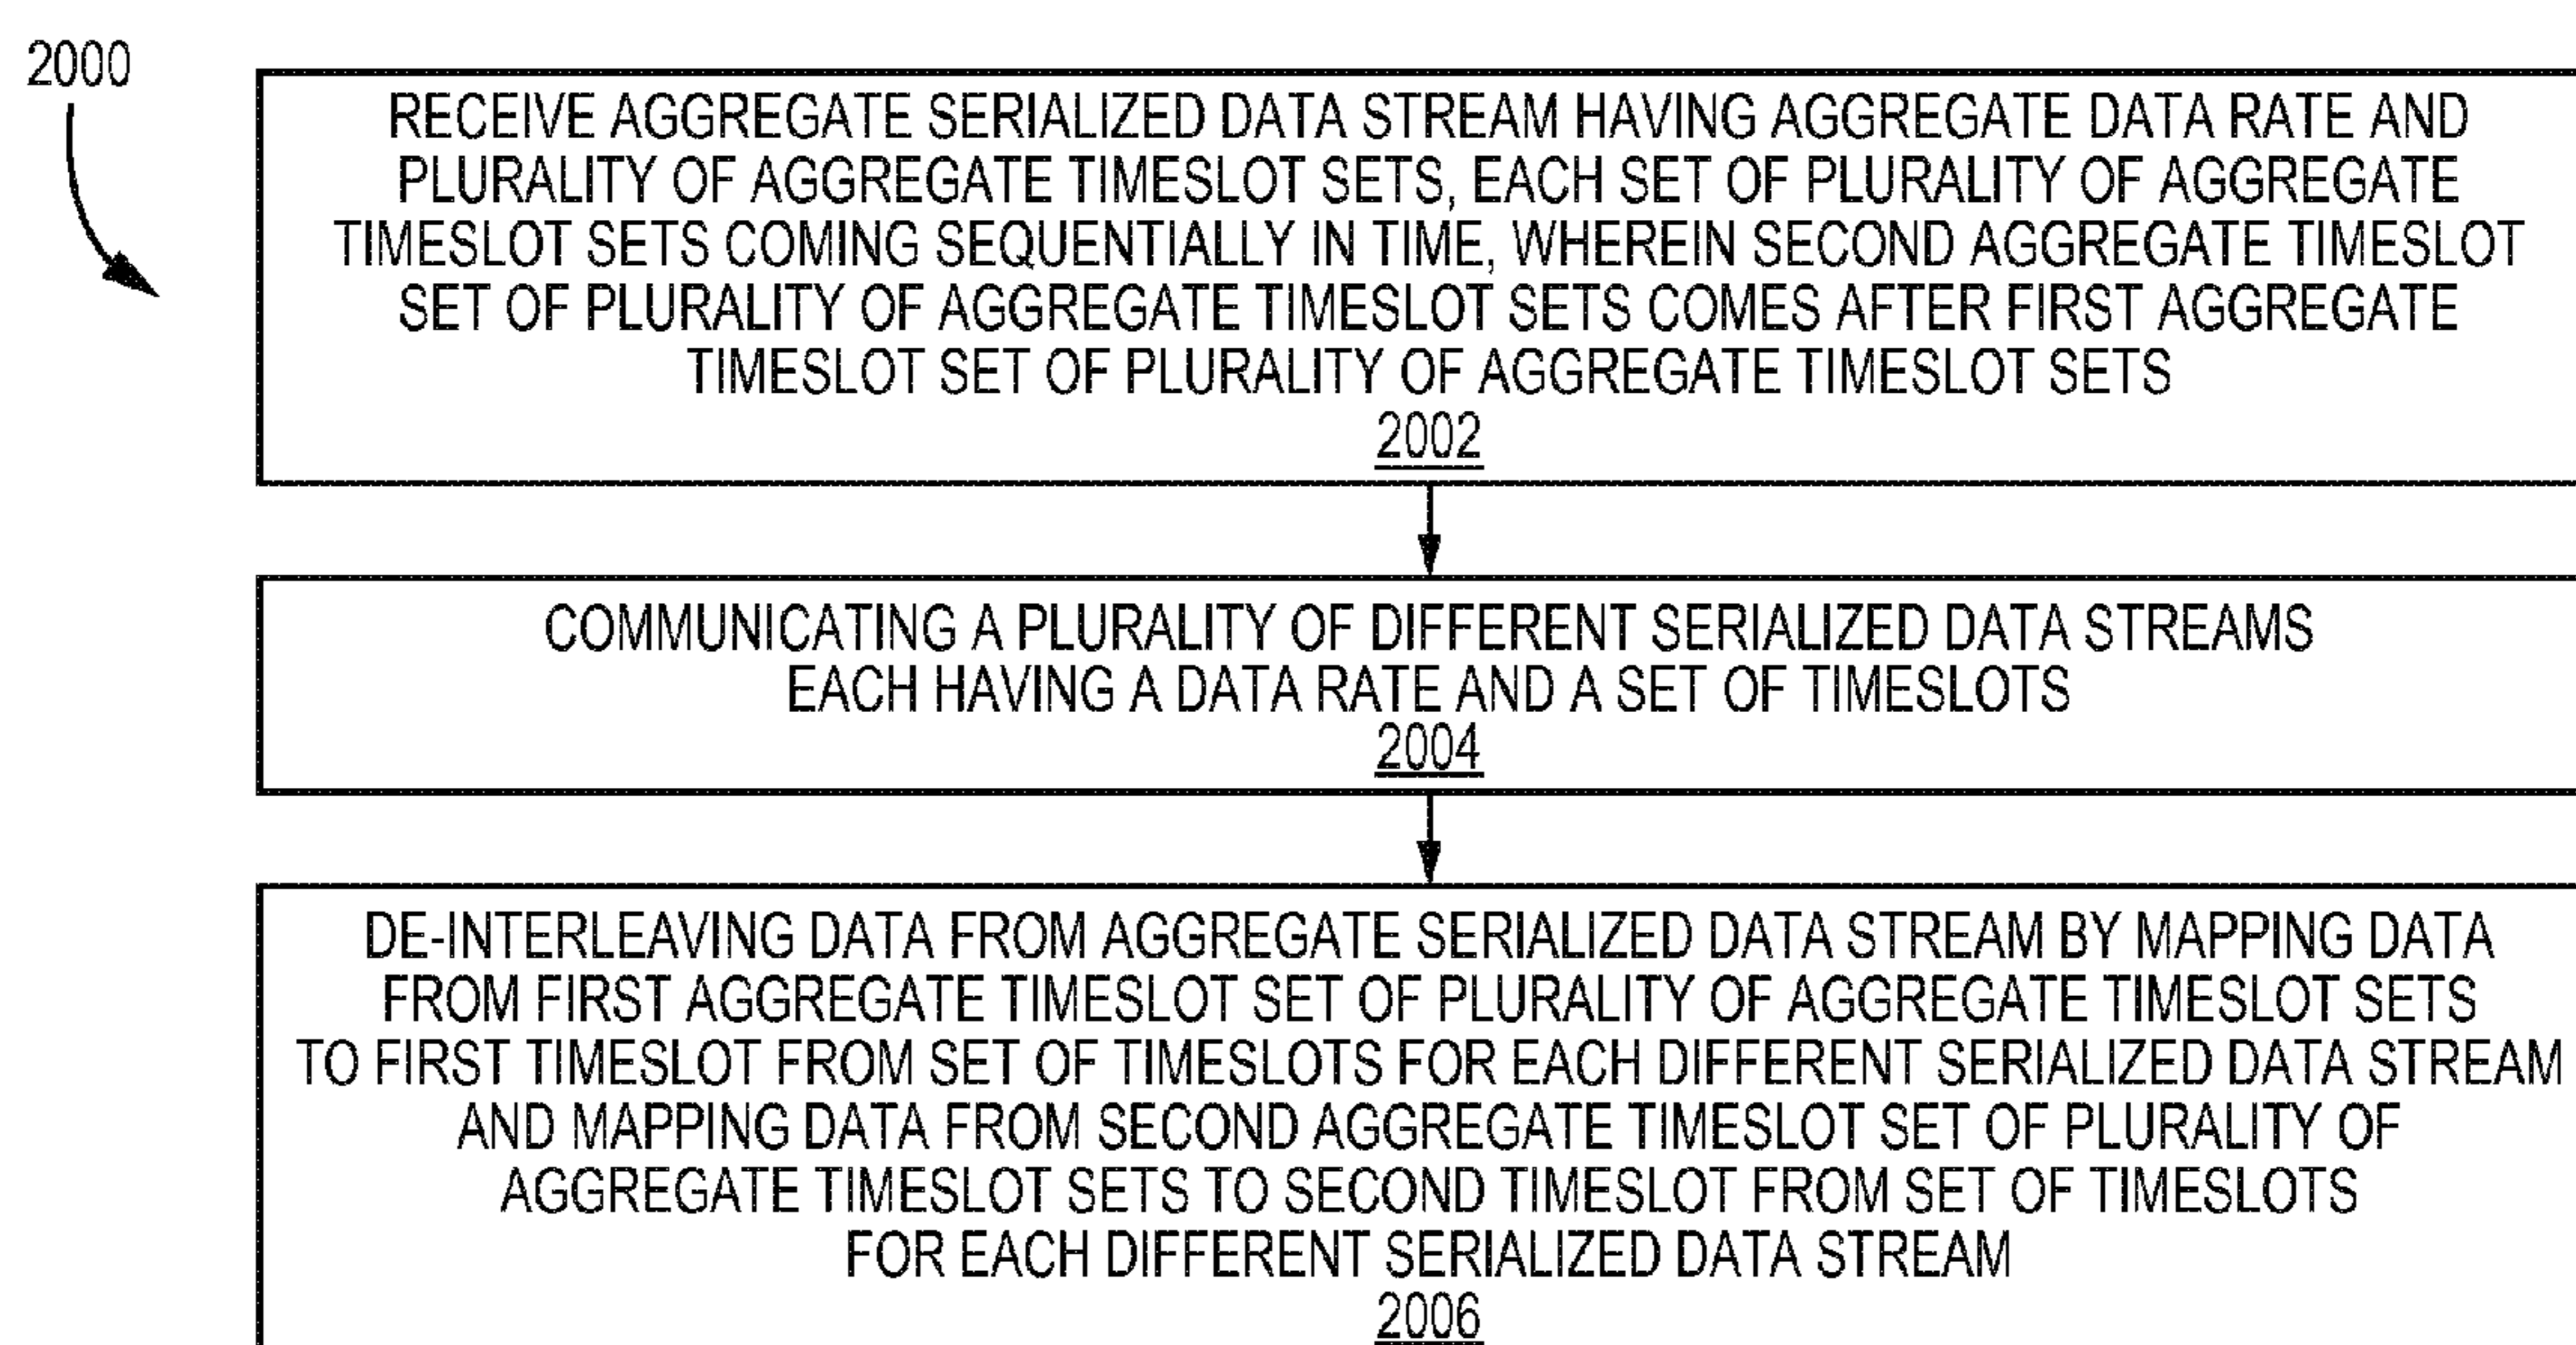 2000
RECEIVE AGGREGATE SERIALIZED DATA STREAM HAVING AGGREGATE DATA RATE AND
PLURALITY OF AGGREGATE TIMESLOT SETS, EACH SET OF PLURALITY OF AGGREGATE
TIMESLOT SETS COMING SEQUENTIALLY IN TIME, WHEREIN SECOND AGGREGATE TIMESLOT
SET OF PLURALITY OF AGGREGATE TIMESLOT SETS COMES AFTER FIRST AGGREGATE
TIMESLOT SET OF PLURALITY OF AGGREGATE TIMESLOT SETS
2002
COMMUNICATING A PLURALITY OF DIFFERENT SERIALIZED DATA STREAMS
EACH HAVING A DATA RATE AND A SET OF TIMESLOTS
2004
DE-INTERLEAVING DATA FROM AGGREGATE SERIALIZED DATA STREAM BY MAPPING DATA
FROM FIRST AGGREGATE TIMESLOT SET OF PLURALITY OF AGGREGATE TIMESLOT SETS
TO FIRST TIMESLOT FROM SET OF TIMESLOTS FOR EACH DIFFERENT SERIALIZED DATA STREAM
AND MAPPING DATA FROM SECOND AGGREGATE TIMESLOT SET OF PLURALITY OF
AGGREGATE TIMESLOT SETS TO SECOND TIMESLOT FROM SET OF TIMESLOTS
FOR EACH DIFFERENT SERIALIZED DATA STREAM
2006